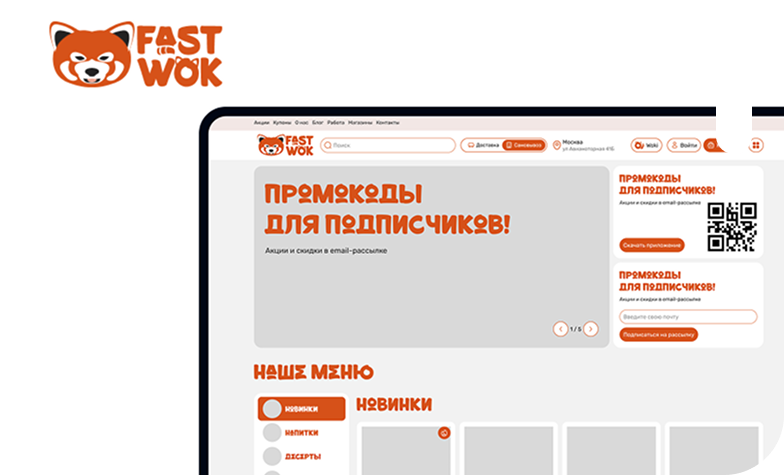 FAST
WOK
Акции Купоны О нас Блог Работа Магазины Контакты
FAST
WOK
Поиск
Доставка
Самовывоз
Москва
ул Авиамоторная 41Б
Woki
Войти
ПРОМОКОДЫ
ДЛЯ ПОДПИСЧИКОВ!
Акции и скидки в email-рассылке
1 / 5
ПРОМОКОДЫ
ДЛЯ ПОДПИСЧИКОВ!
Акции и скидки в email-рассылке
Скачать приложение
ПРОМОКОДЫ
ДЛЯ ПОДПИСЧИКОВ!
Акции и скидки в email-рассылке
Введите свою почту
Подписаться на рассылку
НАШЕ МЕНЮ
НОВИНКИ
НАПИТКИ
ДЕСЕРТЫ
НОВИНКИ